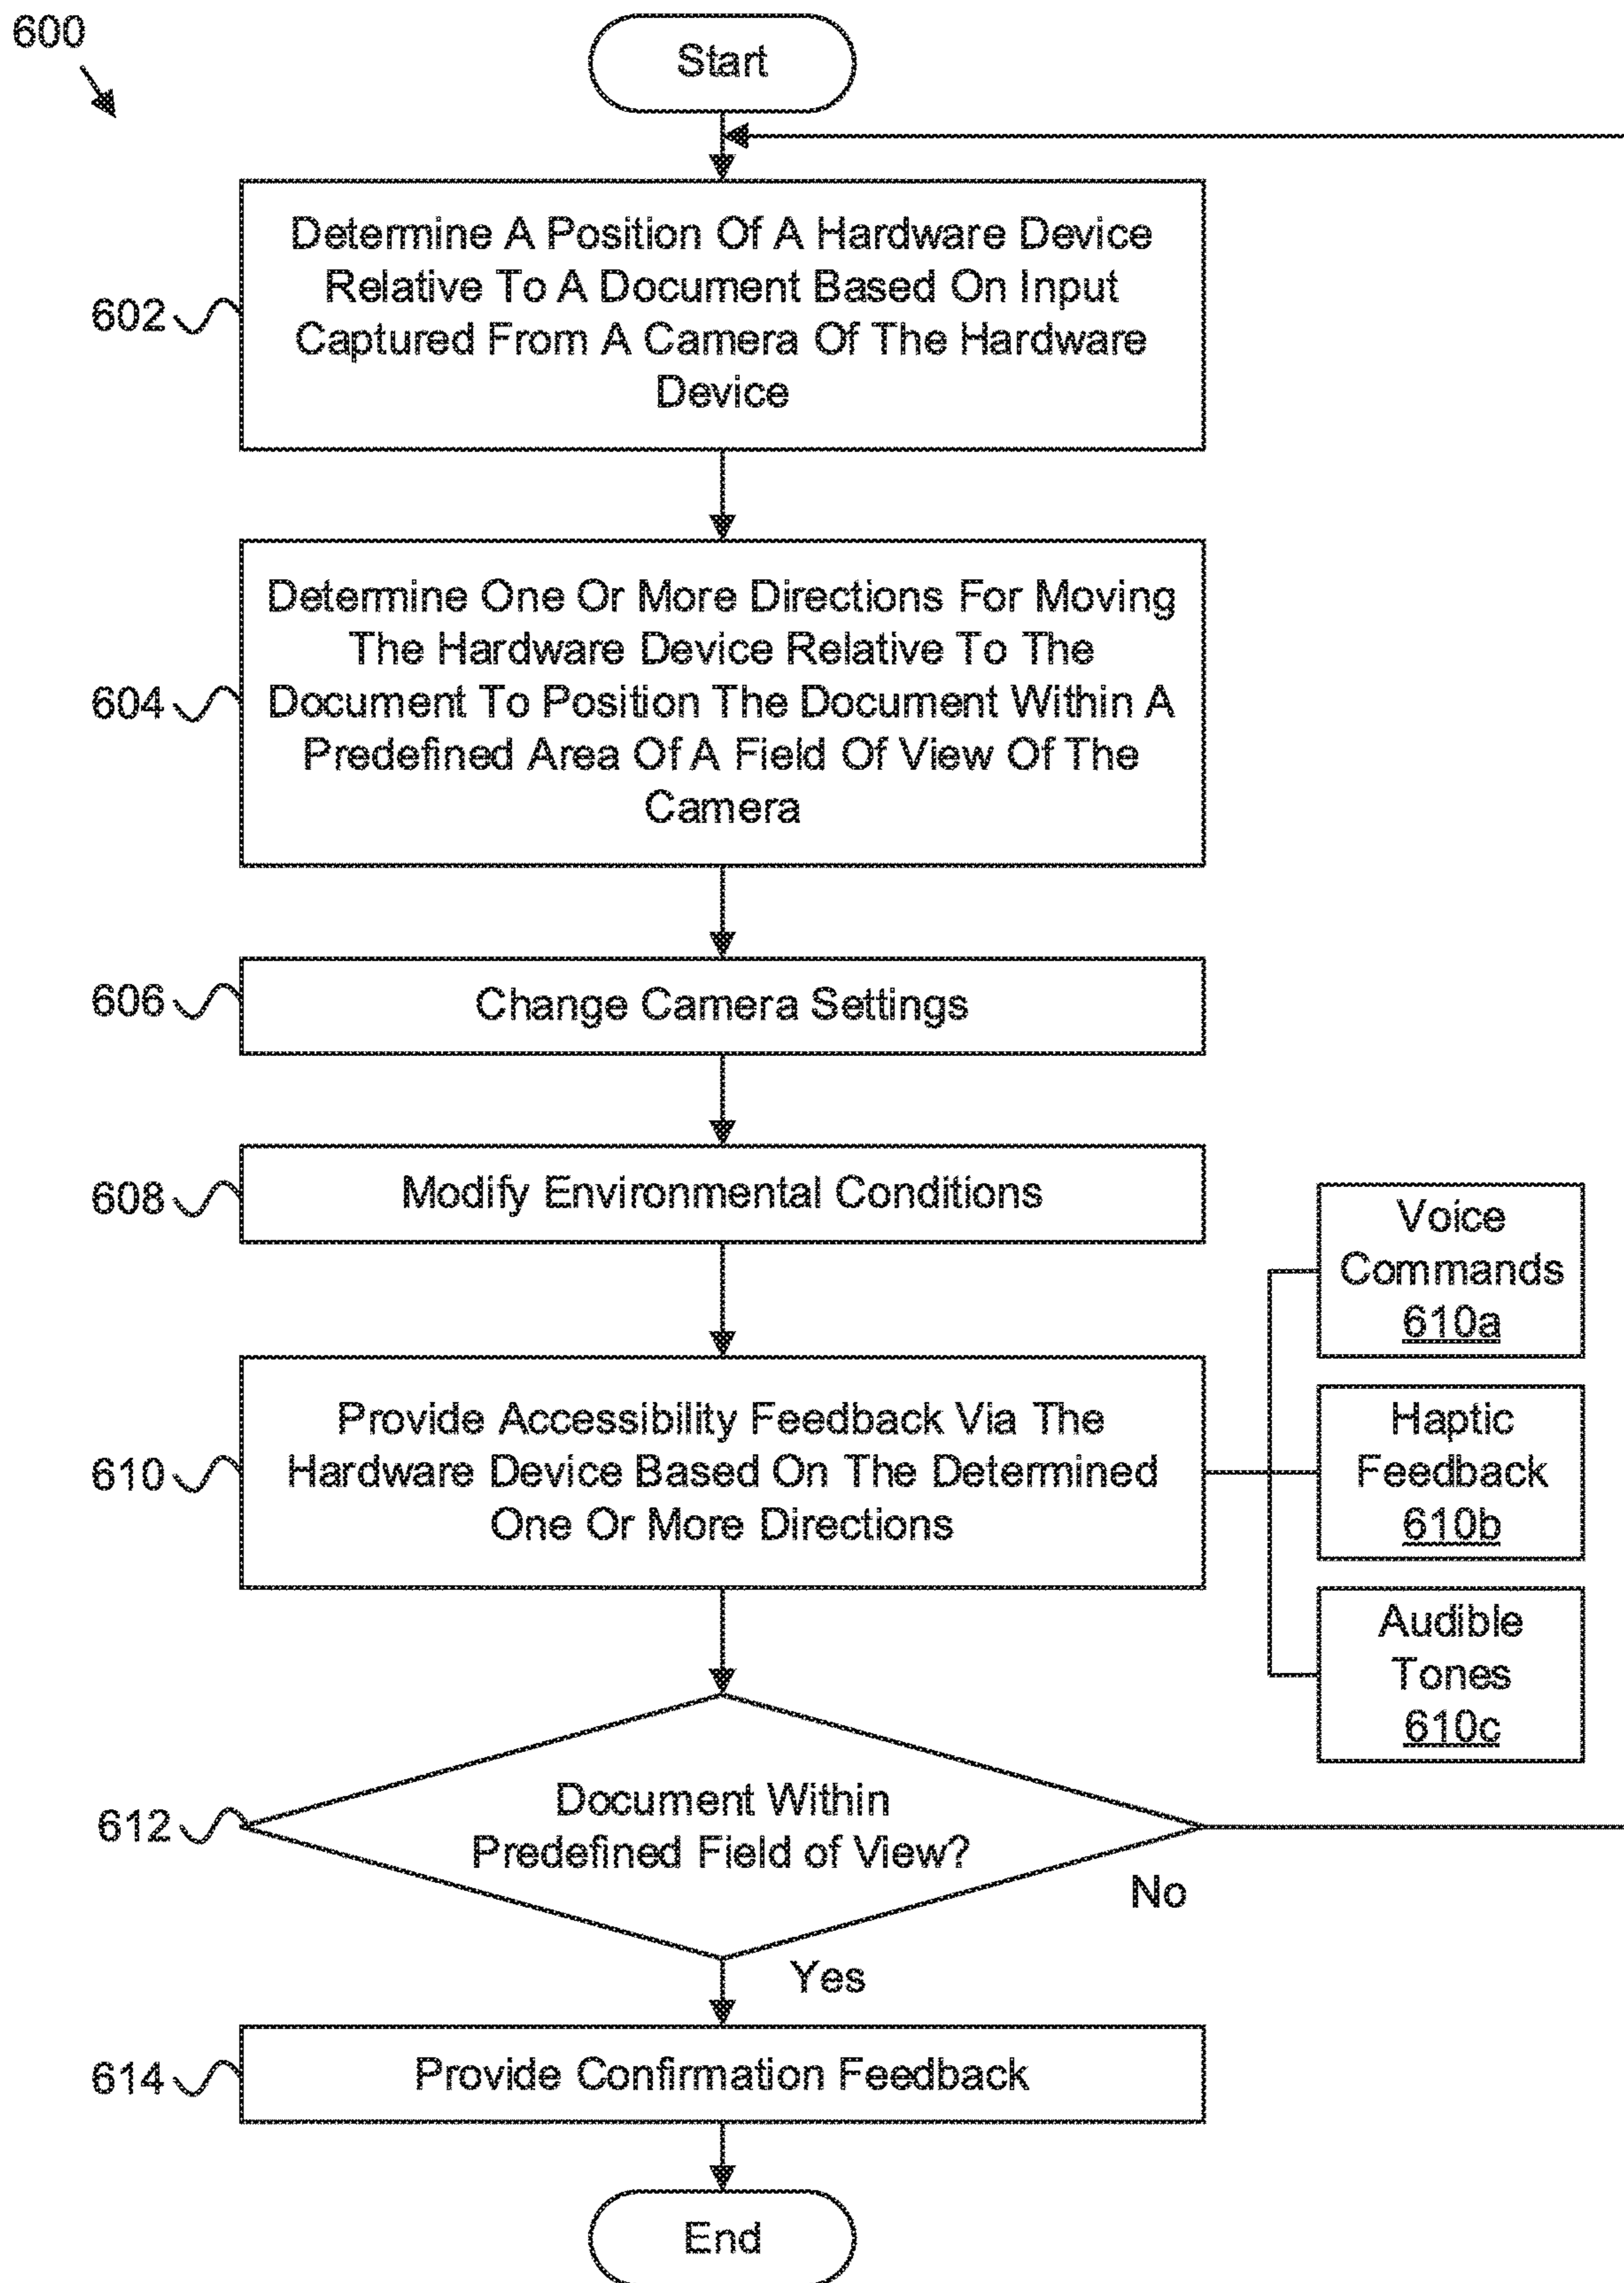 600
Start
602
Determine A Position Of A Hardware Device
Relative To A Document Based On Input
Captured From A Camera Of The Hardware
Device
604
Determine One Or More Directions For Moving
The Hardware Device Relative To The
Document To Position The Document Within A
Predefined Area Of A Field Of View Of The
Camera
606
Change Camera Settings
608
Modify Environmental Conditions
610
Provide Accessibility Feedback Via The
Hardware Device Based On The Determined
One Or More Directions
Voice
Commands
610a
Haptic
Feedback
610b
Audible
Tones
610c
612
Document Within
Predefined Field of View?
No
Yes
614
Provide Confirmation Feedback
End